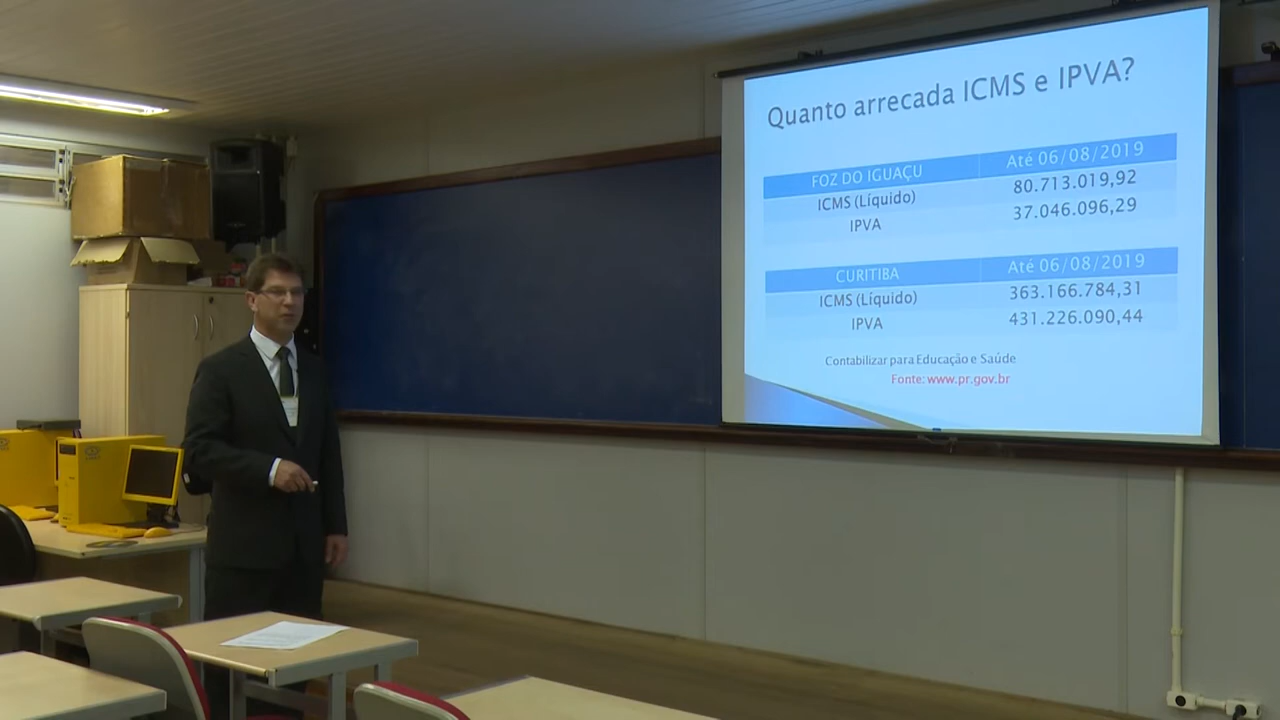 Quanto arrecada ICMS e IPVA?
FOZ DO IGUAÇU Até 06/08/2019
ICMS (Líquido) 80.713.019,92
IPVA 37.046.096,29
CURITIBA Até 06/08/2019
ICMS (Líquido) 363.166.784,31
IPVA 431.226.090,44
Contabilizar para Educação e Saúde
Fonte: www.pr.gov.br